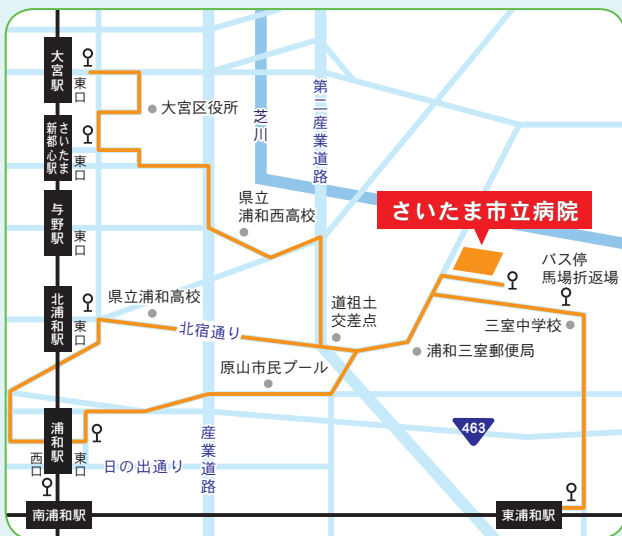 大宮駅
東口
大宮区役所
第二産業道路
芝川
さいたま
新都心駅
東口
県立
浦和西高校
さいたま市立病院
与野駅
東口
バス停
馬場折返場
県立浦和高校
道祖土
交差点
北浦和駅
東口
北宿通り
三室中学校
浦和三室郵便局
原山市民プール
463
浦和駅
西口
東口
日の出通り
産業道路
南浦和駅
東浦和駅